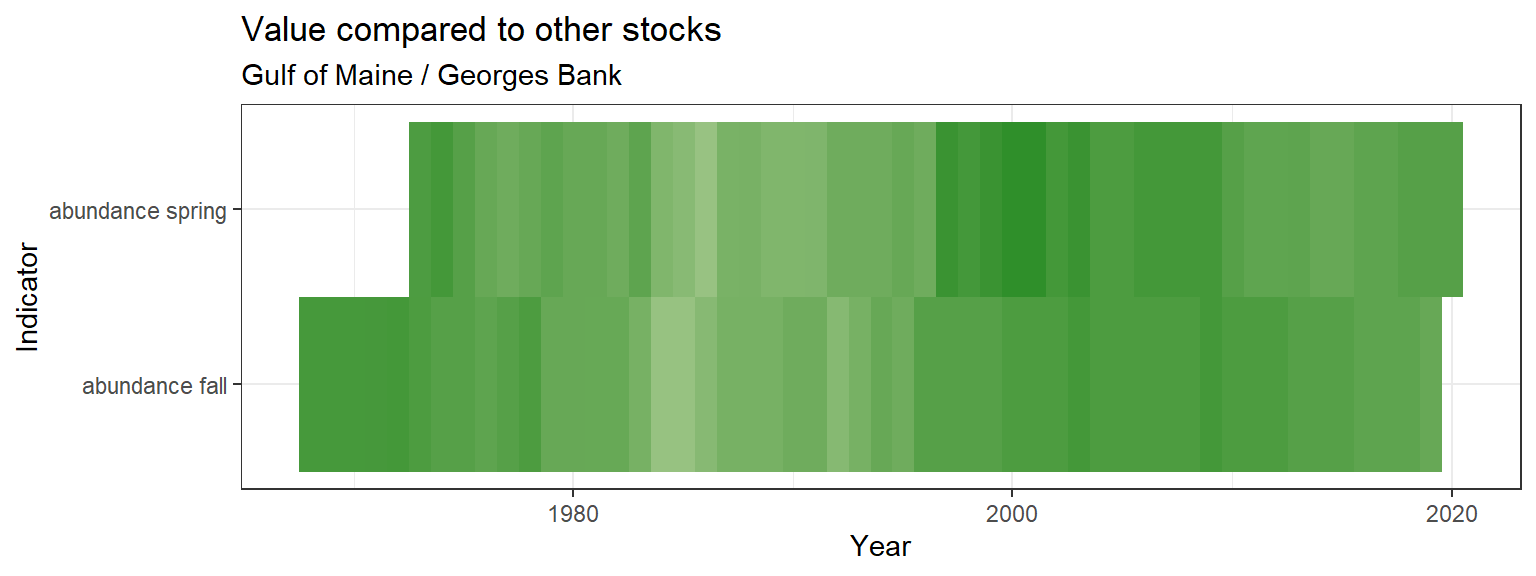 Value compared to other stocks
Gulf of Maine / Georges Bank
Indicator
abundance spring
abundance fall
1980
2000
2020
Year